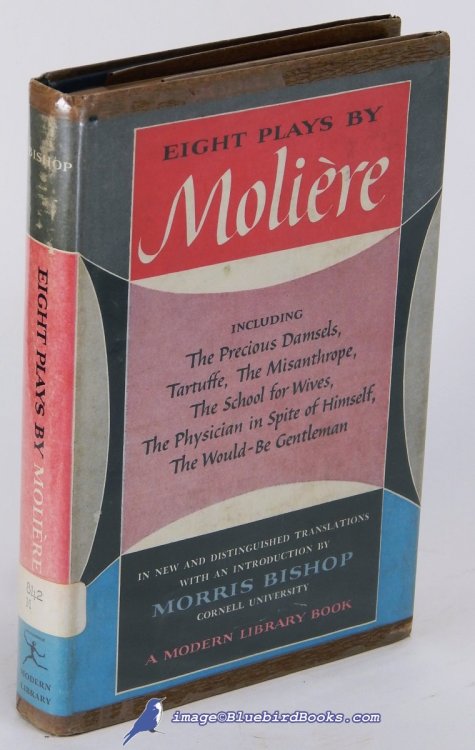 EIGHT PLAYS BY
Molière
INCLUDING
The Precious Damsels,
Tartuffe, The Misanthrope,
The School for Wives,
The Physician in Spite of Himself,
The Would-Be Gentleman
IN NEW AND DISTINGUISHED TRANSLATIONS
WITH AN INTRODUCTION BY
MORRIS BISHOP
CORNELL UNIVERSITY
A MODERN LIBRARY BOOK
BISHOP
EIGHT PLAYS BY MOLIÈRE
842
M
MODERN
LIBRARY
image©BluebirdBooks.com